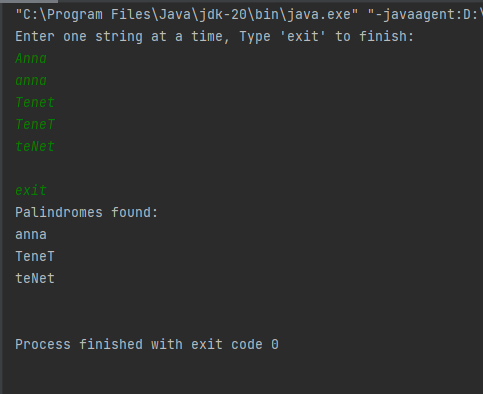 "C:\Program Files\Java\jdk-20\bin\java.exe" "-javaagent:D:\
Enter one string at a time, Type 'exit' to finish:
Anna
anna
Tenet
TeneT
teNet
exit
Palindromes found:
anna
TeneT
teNet
Process finished with exit code 0